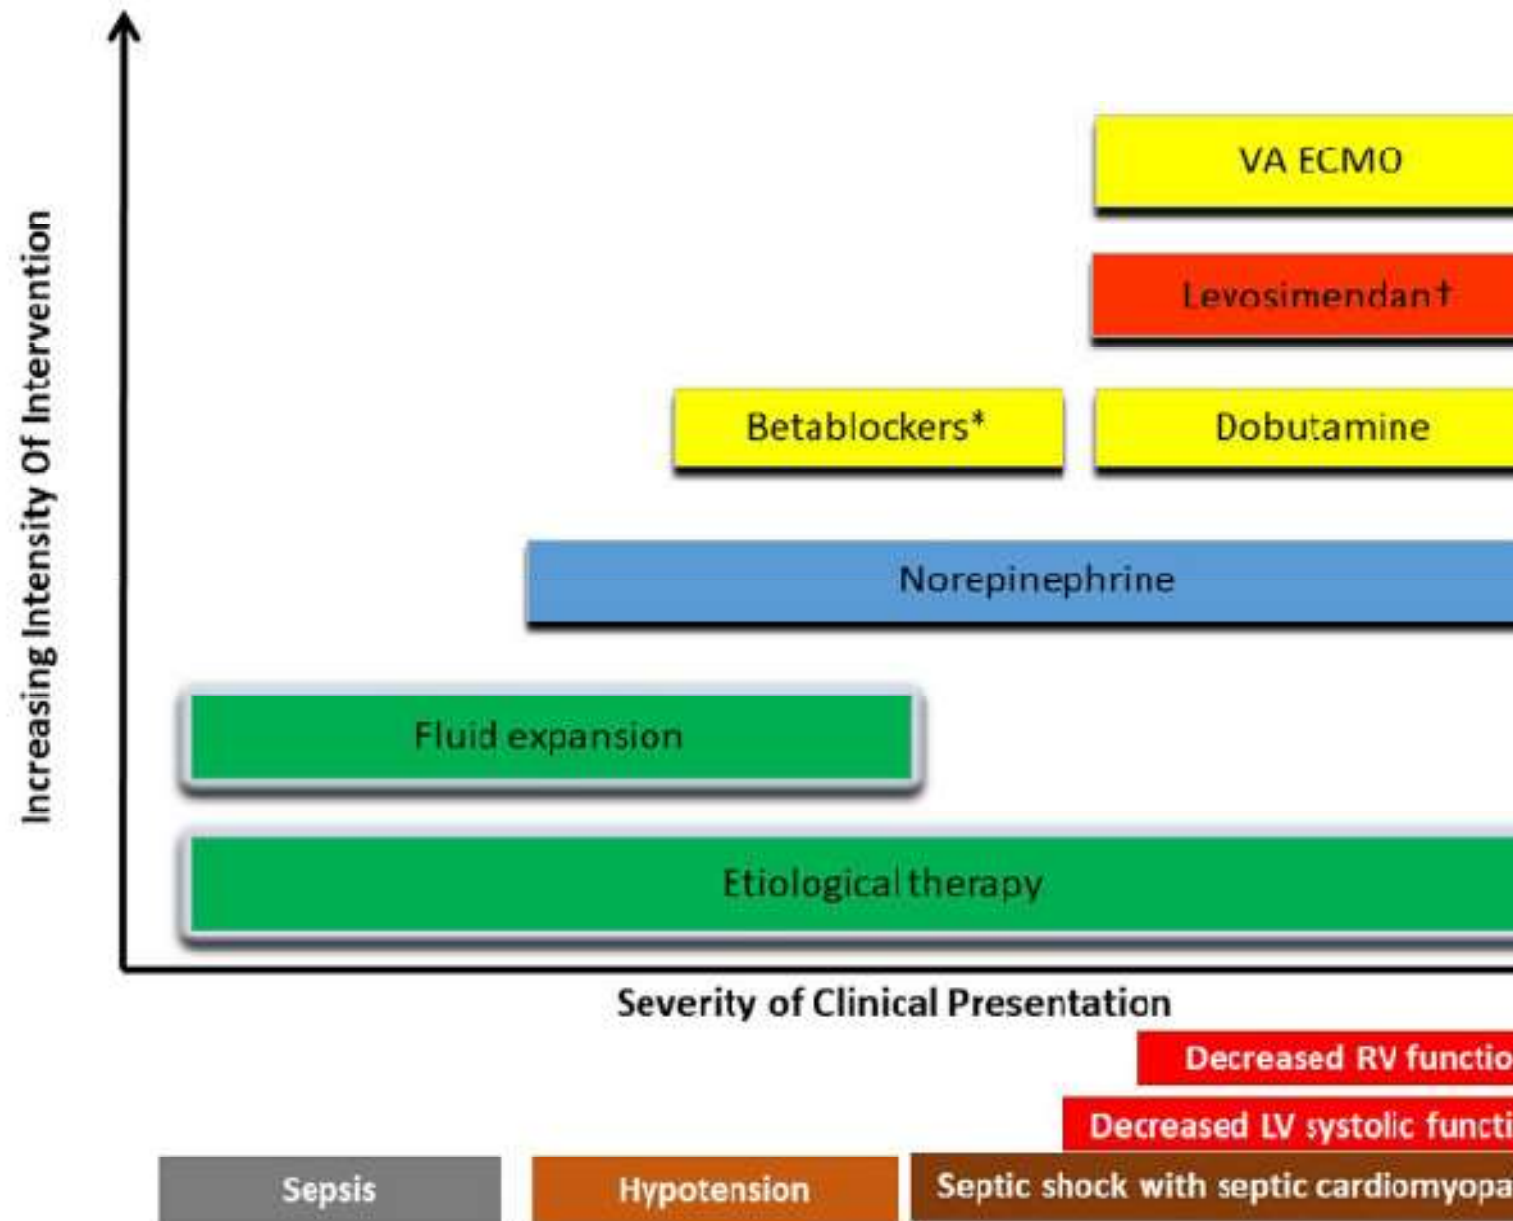 VA ECMO
Levosimendan†
Betablockers*
Dobutamine
Norepinephrine
Fluid expansion
Etiological therapy
Increasing Intensity Of Intervention
Severity of Clinical Presentation
Decreased RV functio
Decreased LV systolic functi
Sepsis
Hypotension
Septic shock with septic cardiomyopa